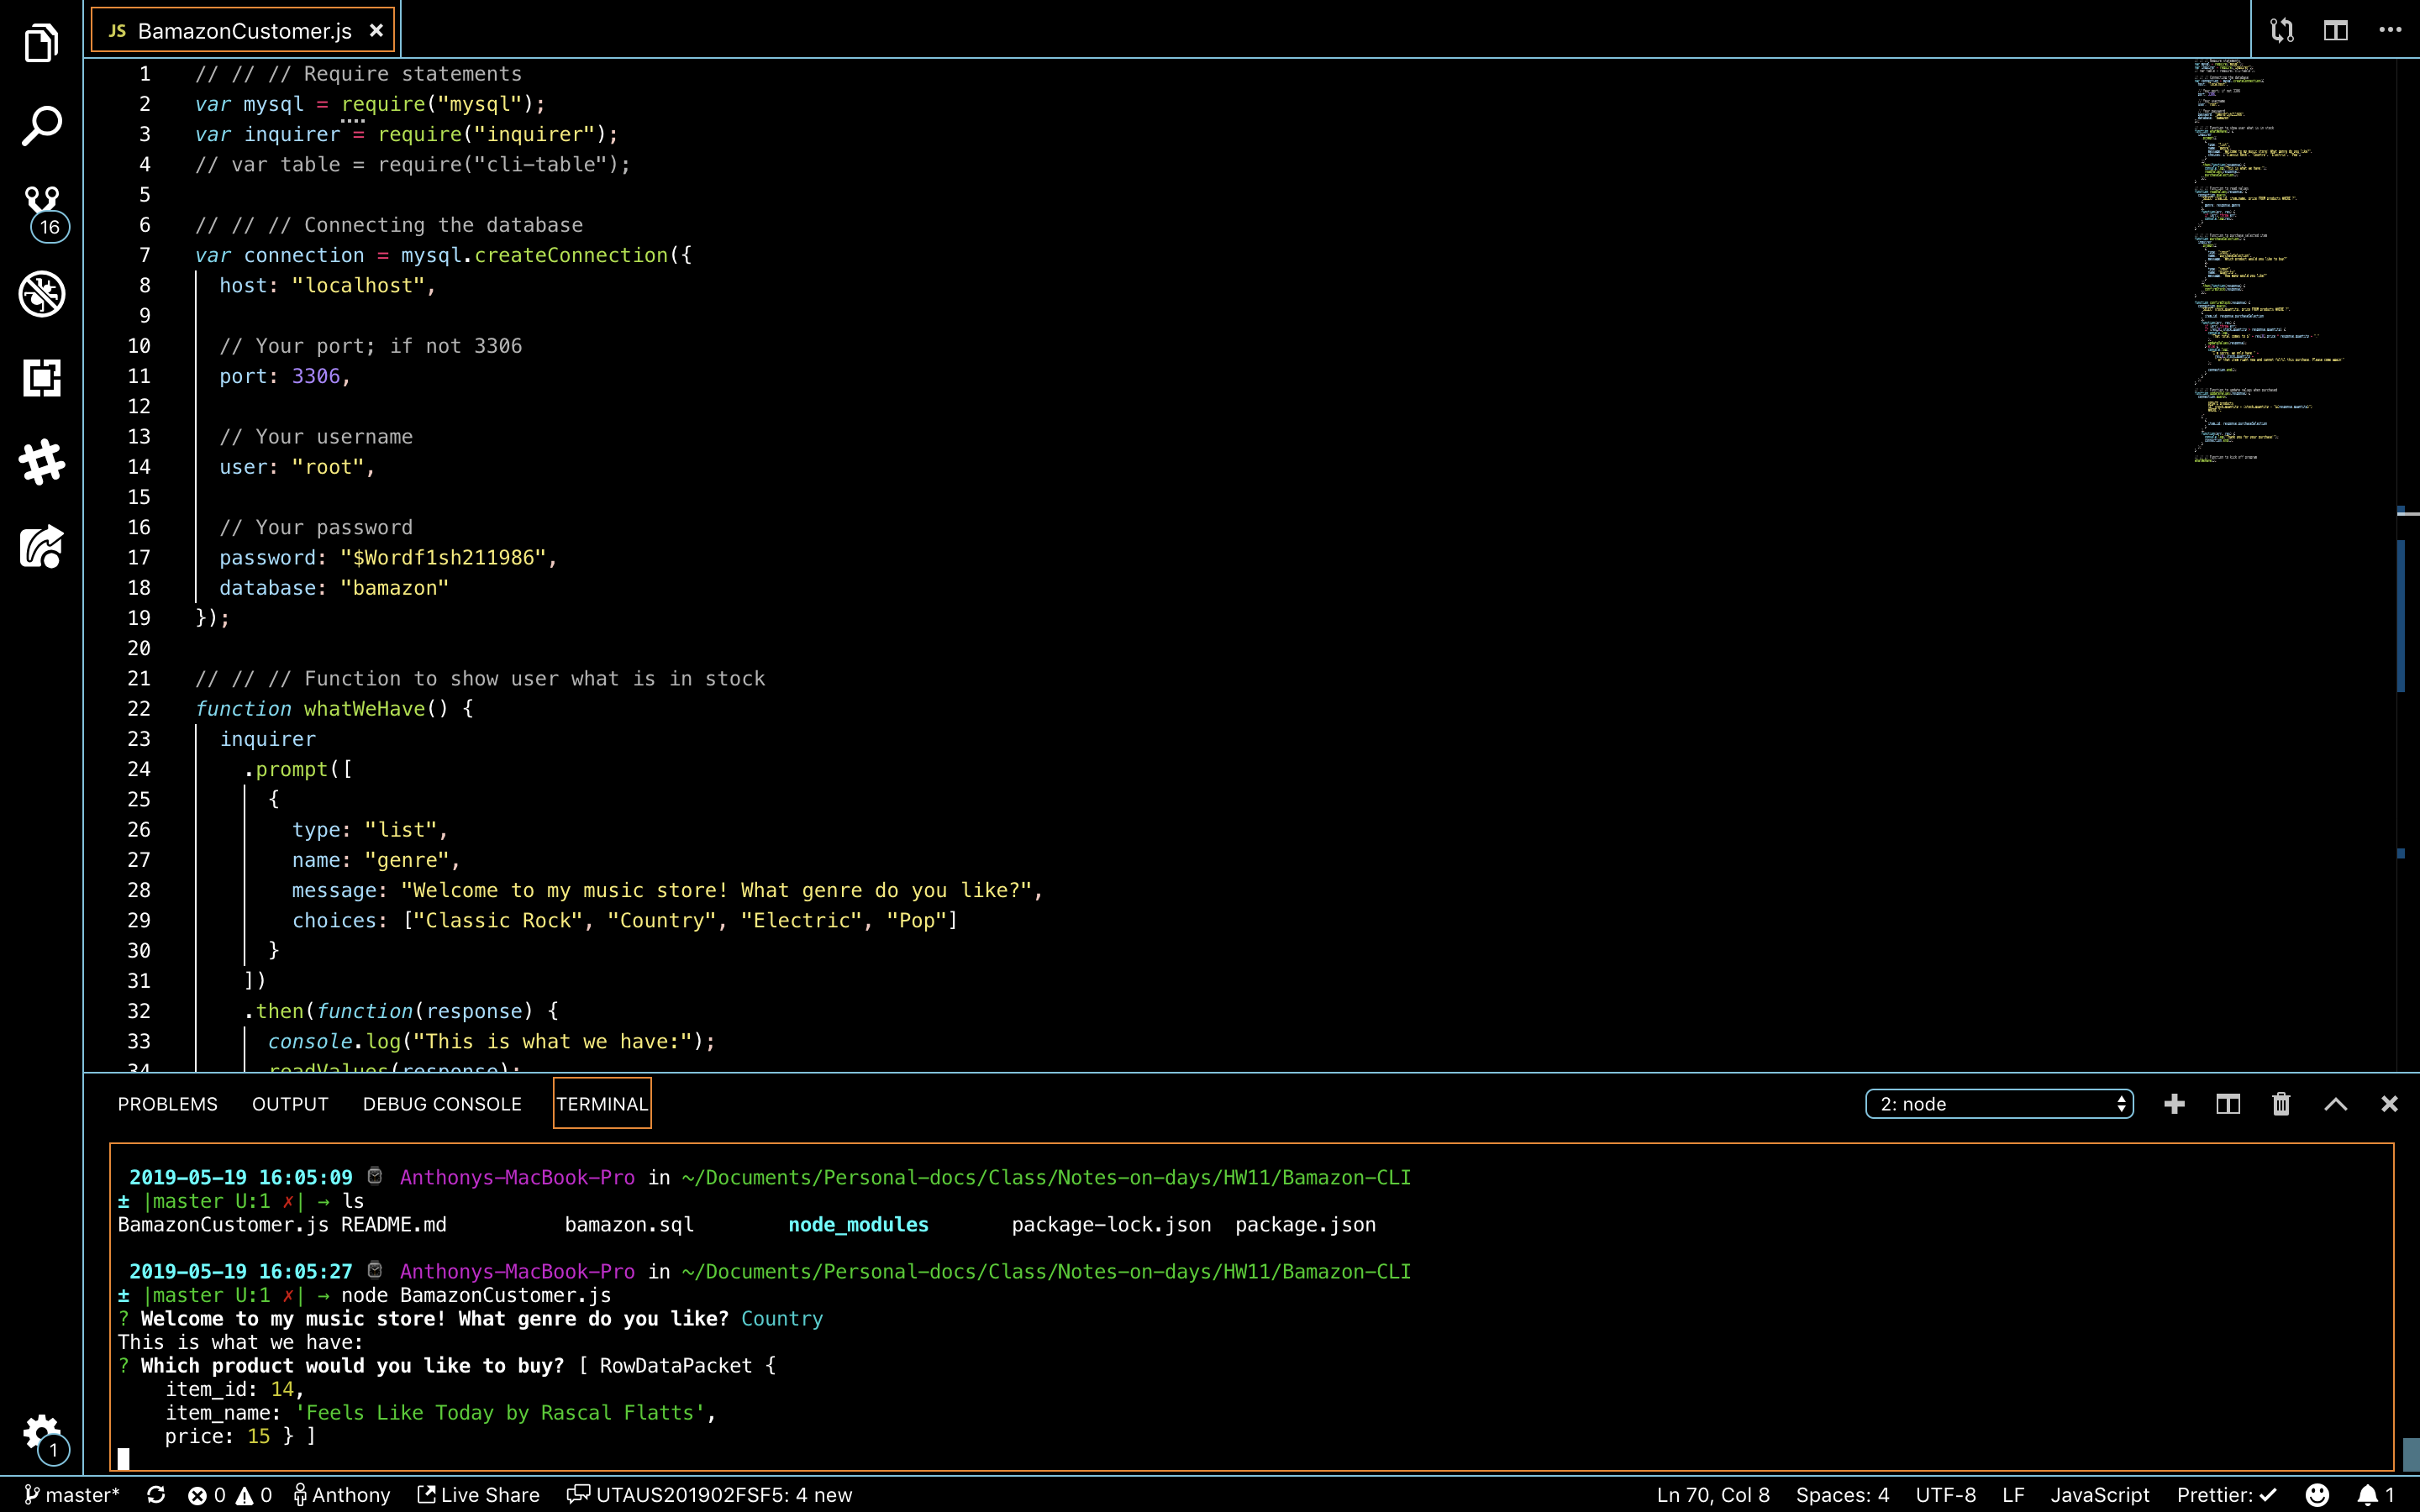 JS BamazonCustomer.js ×
1 // // // Require statements
2 var mysql = require("mysql");
3 var inquirer = require("inquirer");
4 // var table = require("cli-table");
5
6 // // // Connecting the database
7 var connection = mysql.createConnection({
8 host: "localhost",
9
10 // Your port; if not 3306
11 port: 3306,
12
13 // Your username
14 user: "root",
15
16 // Your password
17 password: "$Wordf1sh211986",
18 database: "bamazon"
19 });
20
21 // // // Function to show user what is in stock
22 function whatWeHave() {
23 inquirer
24 .prompt([
25 {
26 type: "list",
27 name: "genre",
28 message: "Welcome to my music store! What genre do you like?",
29 choices: ["Classic Rock", "Country", "Electric", "Pop"]
30 }
31 ])
32 .then(function(response) {
33 console.log("This is what we have:");
34 readValues(response);
16
PROBLEMS OUTPUT DEBUG CONSOLE TERMINAL 2: node
2019-05-19 16:05:09 Anthonys-MacBook-Pro in ~/Documents/Personal-docs/Class/Notes-on-days/HW11/Bamazon-CLI
± |master U:1 ✗| → ls
BamazonCustomer.js README.md bamazon.sql node_modules package-lock.json package.json
2019-05-19 16:05:27 Anthonys-MacBook-Pro in ~/Documents/Personal-docs/Class/Notes-on-days/HW11/Bamazon-CLI
± |master U:1 ✗| → node BamazonCustomer.js
? Welcome to my music store! What genre do you like? Country
This is what we have:
? Which product would you like to buy? [ RowDataPacket {
item_id: 14,
item_name: 'Feels Like Today by Rascal Flatts',
price: 15 } ]
1
master* 0 0 Anthony Live Share UTAUS201902FSF5: 4 new Ln 70, Col 8 Spaces: 4 UTF-8 LF JavaScript Prettier: ✓ 1